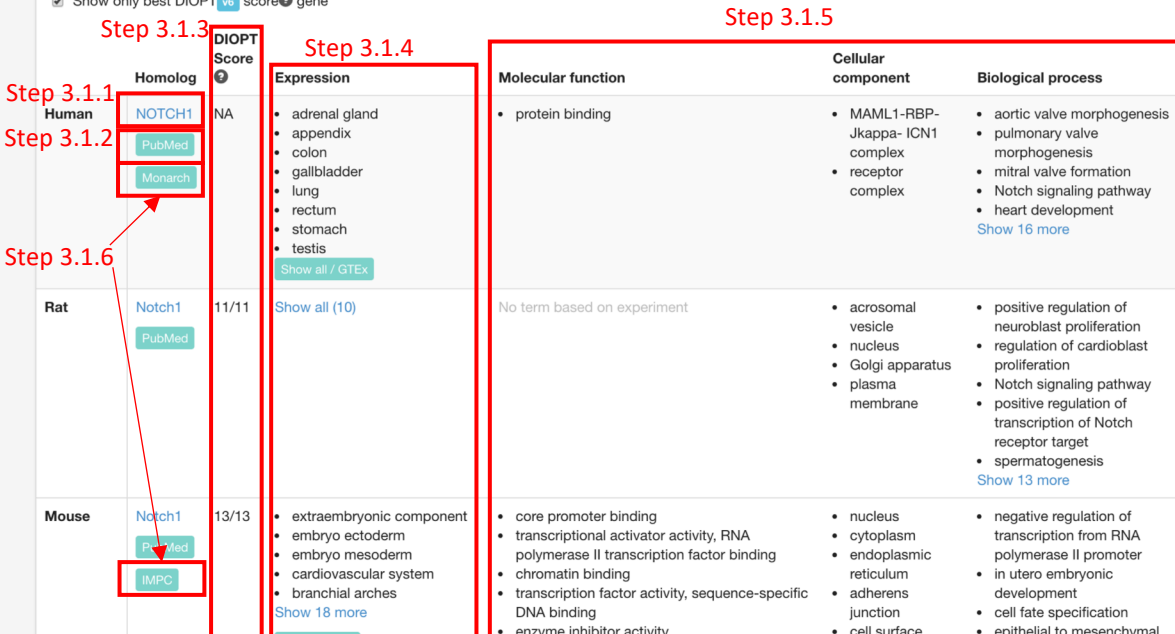 Show only best DIOPT v6 score ? gene
Step 3.1.3
Step 3.1.4
Step 3.1.5
Homolog
DIOPT
Score
?
Expression
Molecular function
Cellular
component
Biological process
Step 3.1.1
Step 3.1.2
Step 3.1.6
Human
NOTCH1
PubMed
Monarch
NA
• adrenal gland
• appendix
• colon
• gallbladder
• lung
• rectum
• stomach
• testis
Show all / GTEx
• protein binding
• MAML1-RBP-
Jkappa- ICN1
complex
• receptor
complex
• aortic valve morphogenesis
• pulmonary valve
morphogenesis
• mitral valve formation
• Notch signaling pathway
• heart development
Show 16 more
Rat
Notch1
PubMed
11/11
Show all (10)
No term based on experiment
• acrosomal
vesicle
• nucleus
• Golgi apparatus
• plasma
membrane
• positive regulation of
neuroblast proliferation
• regulation of cardioblast
proliferation
• Notch signaling pathway
• positive regulation of
transcription of Notch
receptor target
• spermatogenesis
Show 13 more
Mouse
Notch1
PubMed
IMPC
13/13
• extraembryonic component
• embryo ectoderm
• embryo mesoderm
• cardiovascular system
• branchial arches
Show 18 more
• core promoter binding
• transcriptional activator activity, RNA
polymerase II transcription factor binding
• chromatin binding
• transcription factor activity, sequence-specific
DNA binding
• enzyme inhibitor activity
• nucleus
• cytoplasm
• endoplasmic
reticulum
• adherens
junction
• cell surface
• negative regulation of
transcription from RNA
polymerase II promoter
• in utero embryonic
development
• cell fate specification
• epithelial to mesenchymal